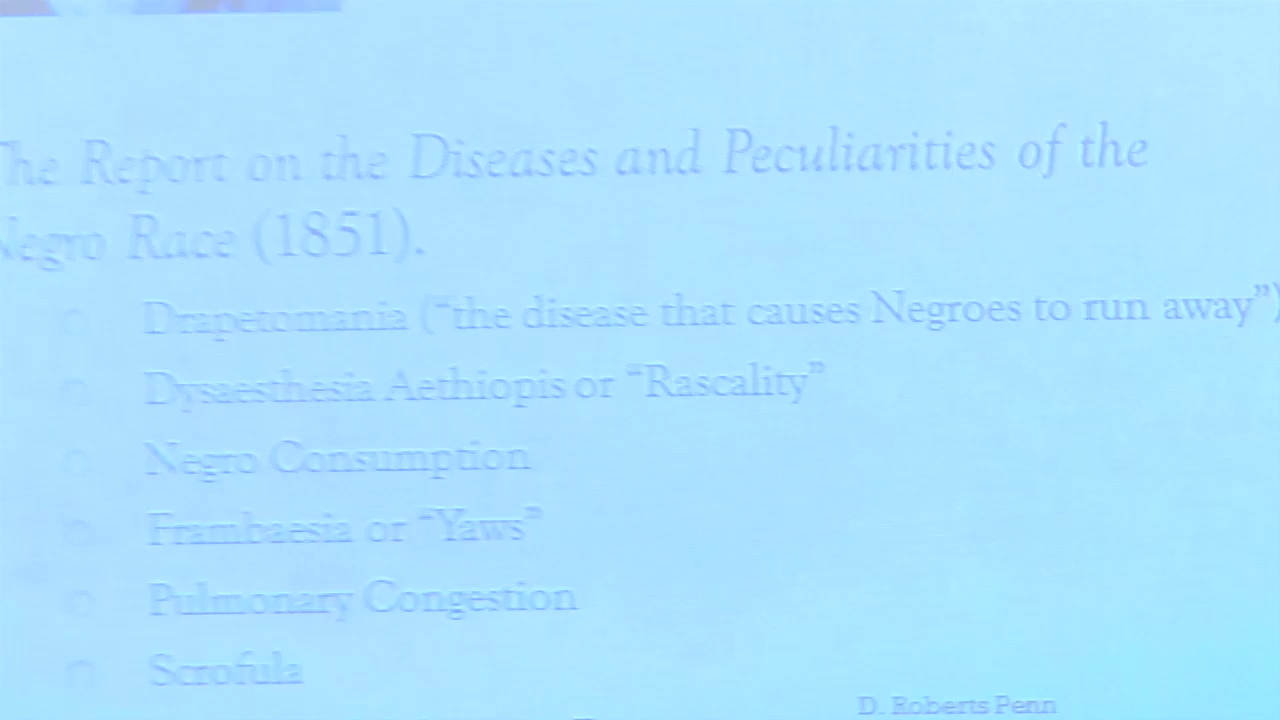 The Report on the Diseases and Peculiarities of the
Negro Race (1851).
Drapetomania (“the disease that causes Negroes to run away”)
Dysaesthesia Aethiopis or “Rascality”
Negro Consumption
Frambaesia or “Yaws”
Pulmonary Congestion
Scrofula
D. Roberts Penn